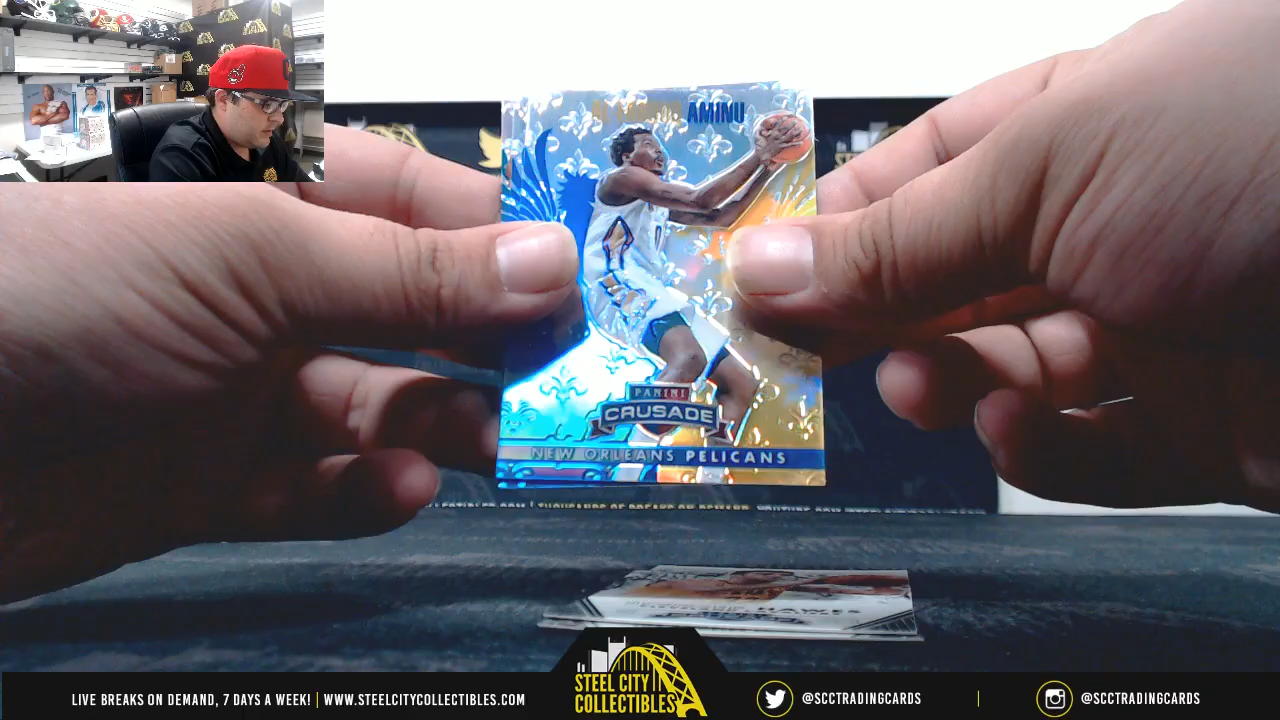 AMINU
PANINI
CRUSADE
NEW ORLEANS PELICANS
HAWES
LIVE BREAKS ON DEMAND, 7 DAYS A WEEK! | WWW.STEELCITYCOLLECTIBLES.COM
STEEL CITY
COLLECTIBLES
@SCCTRADINGCARDS
@SCCTRADINGCARDS